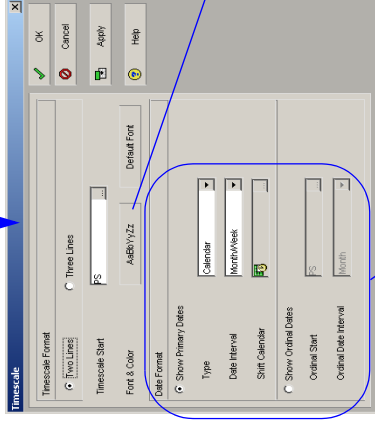 Timescale
Timescale Format
Two Lines
Three Lines
Timescale Start
PS
...
Font & Color
AaBbYyZz
Default Font
Date Format
Show Primary Dates
Type
Calendar
Date Interval
Month/Week
Shift Calendar
Show Ordinal Dates
Ordinal Start
PS
Ordinal Date Interval
Month
OK
Cancel
Apply
Help